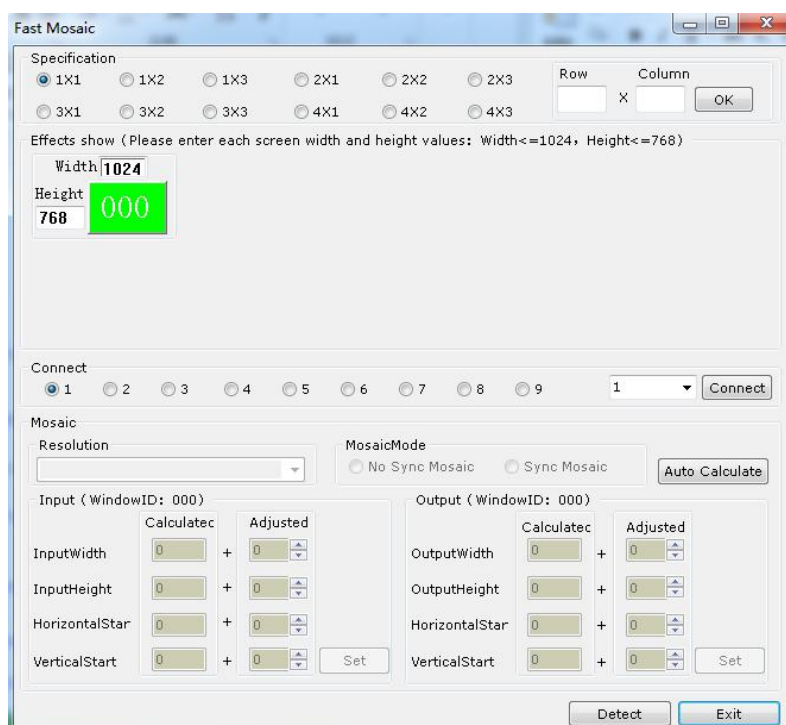 Fast Mosaic
Specification
1X1 1X2 1X3 2X1 2X2 2X3 Row Column
X OK
3X1 3X2 3X3 4X1 4X2 4X3
Effects show (Please enter each screen width and height values: Width<=1024, Height<=768)
Width 1024
Height
768 000
Connect
1 2 3 4 5 6 7 8 9 1 Connect
Mosaic
Resolution MosaicMode
No Sync Mosaic Sync Mosaic Auto Calculate
Input (WindowID: 000) Output (WindowID: 000)
Calculatec Adjusted Calculatec Adjusted
InputWidth 0 + 0 OutputWidth 0 + 0
InputHeight 0 + 0 OutputHeight 0 + 0
HorizontalStar 0 + 0 HorizontalStar 0 + 0
VerticalStart 0 + 0 Set VerticalStart 0 + 0 Set
Detect Exit